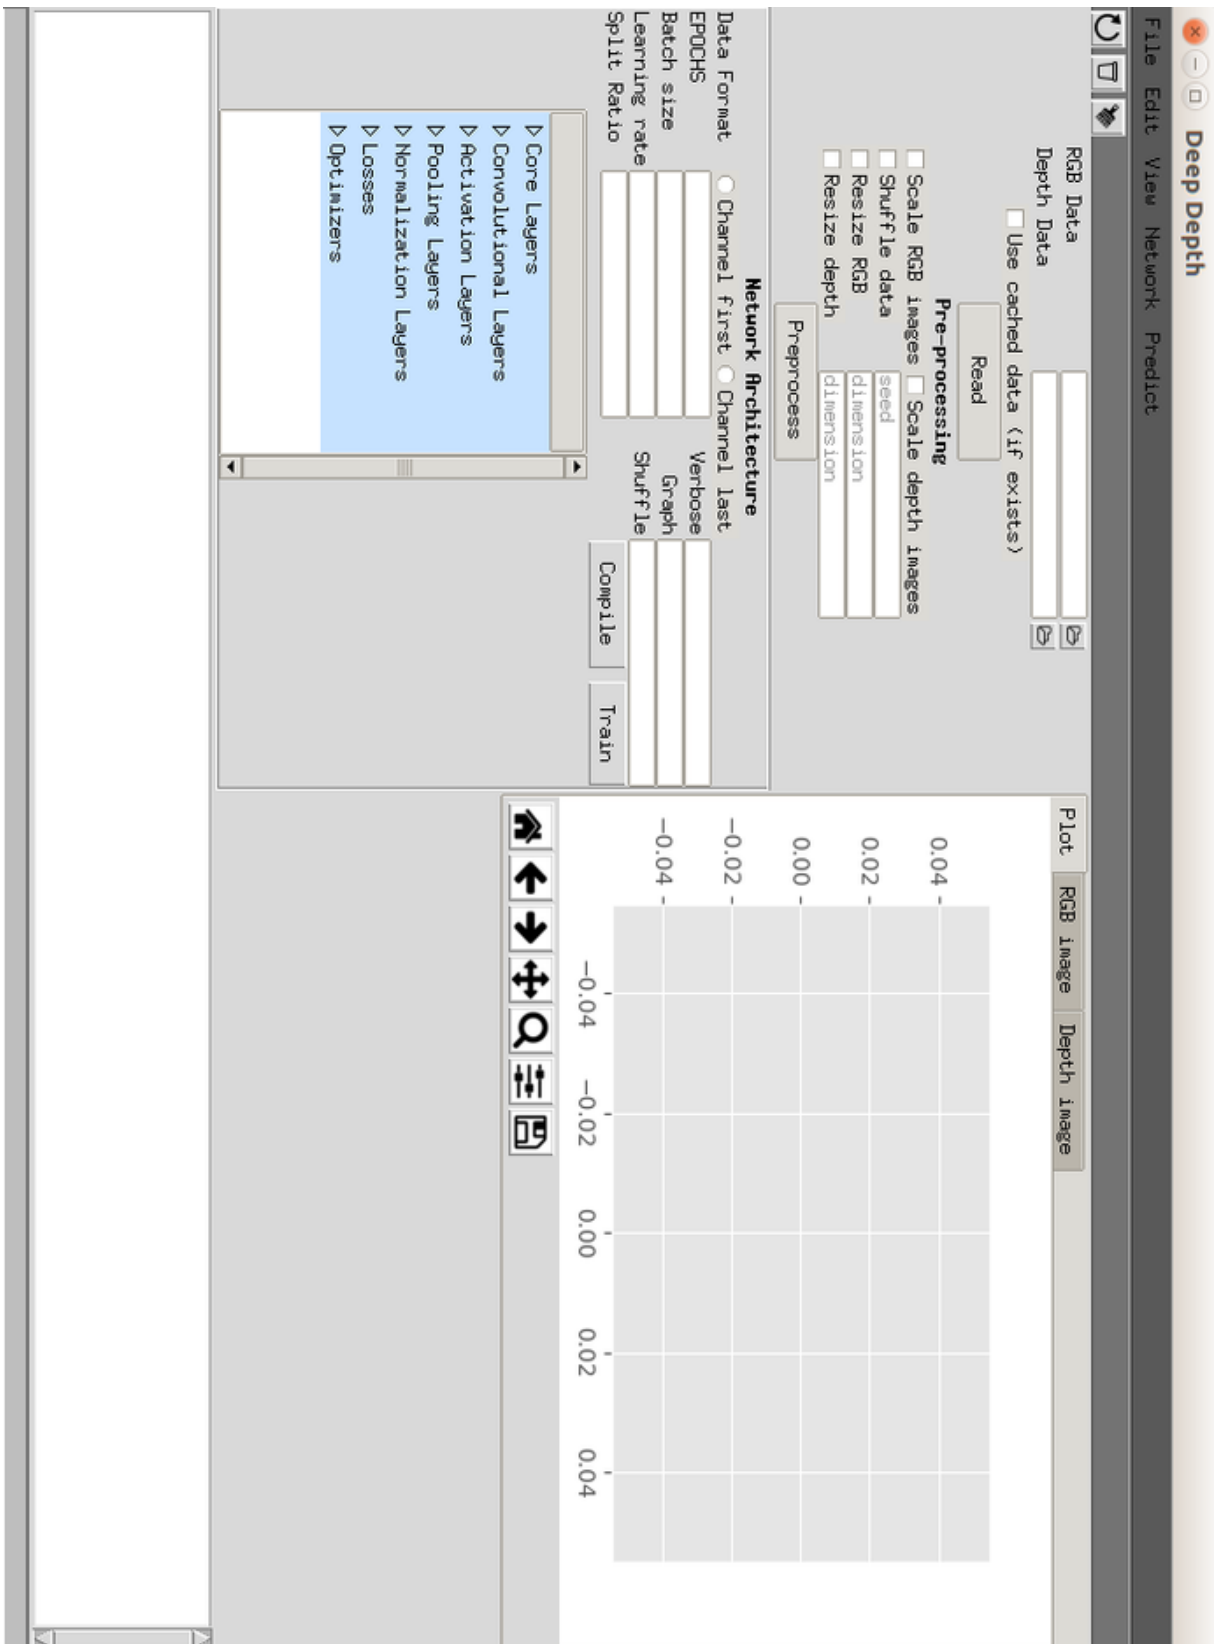 Deep Depth
File Edit View Network Predict
RGB Data
Depth Data
Use cached data (if exists)
Read
Pre-processing
Scale RGB images Scale depth images
Shuffle data seed
Resize RGB dimension
Resize depth dimension
Preprocess
Network Architecture
Data Format Channel first Channel last
EPOCHS Verbose
Batch size Graph
Learning rate Shuffle
Split Ratio Compile Train
Core Layers
Convolutional Layers
Activation Layers
Pooling Layers
Normalization Layers
Losses
Optimizers
Plot RGB image Depth image
0.04
0.02
0.00
−0.02
−0.04
−0.04 −0.02 0.00 0.02 0.04